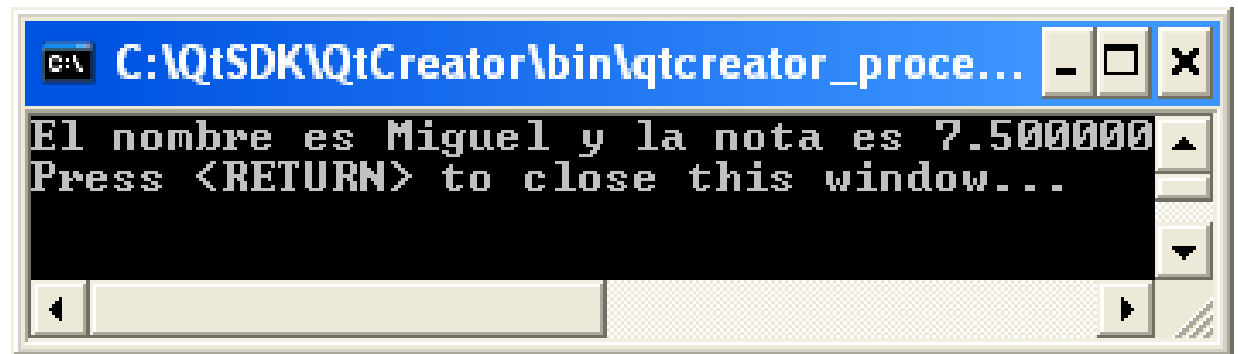 C:\QtSDK\QtCreator\bin\qtcreator_proce...
El nombre es Miguel y la nota es 7.500000
Press <RETURN> to close this window...